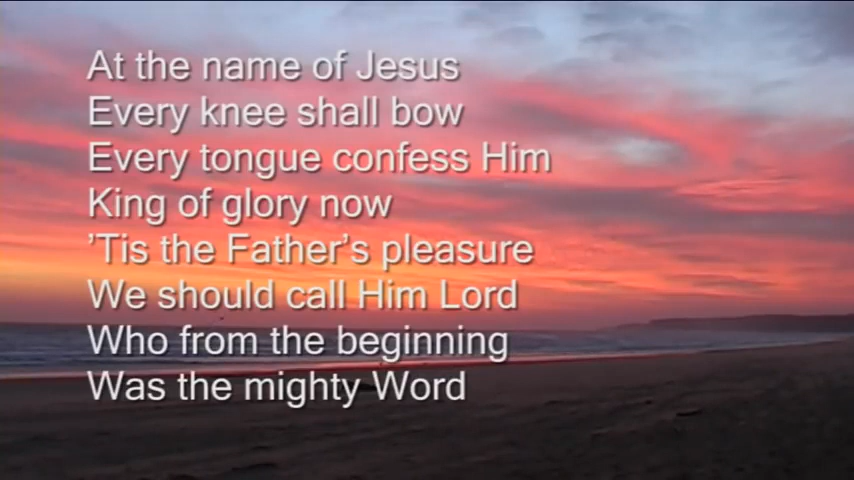 At the name of Jesus
Every knee shall bow
Every tongue confess Him
King of glory now
’Tis the Father’s pleasure
We should call Him Lord
Who from the beginning
Was the mighty Word